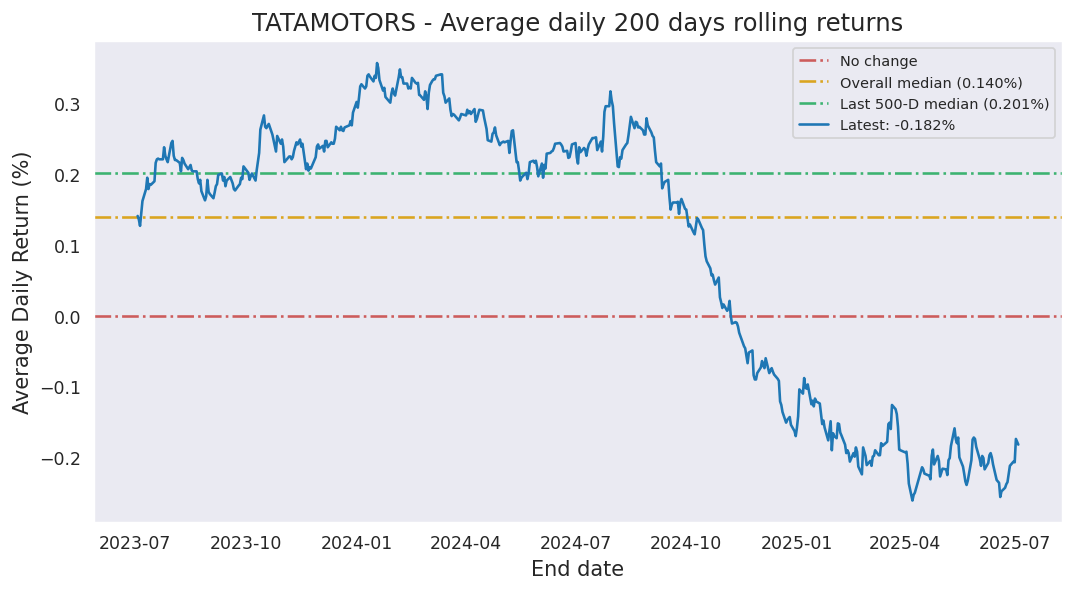 TATAMOTORS - Average daily 200 days rolling returns
No change
Overall median (0.140%)
Last 500-D median (0.201%)
Latest: -0.182%
Average Daily Return (%)
0.3
0.2
0.1
0.0
−0.1
−0.2
2023-07 2023-10 2024-01 2024-04 2024-07 2024-10 2025-01 2025-04 2025-07
End date